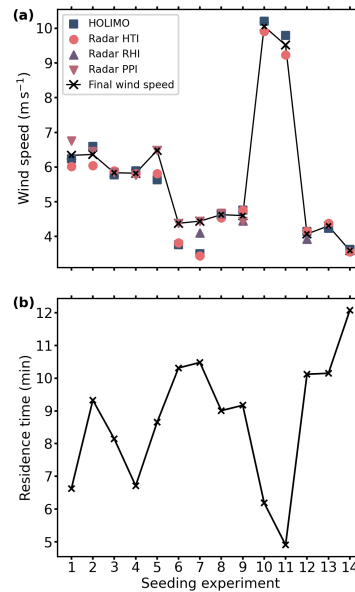 (a)
HOLIMO
Radar HTI
Radar RHI
Radar PPI
Final wind speed
Wind speed (m s⁻¹)
10
9
8
7
6
5
4
(b)
Residence time (min)
12
11
10
9
8
7
6
5
1 2 3 4 5 6 7 8 9 10 11 12 13 14
Seeding experiment